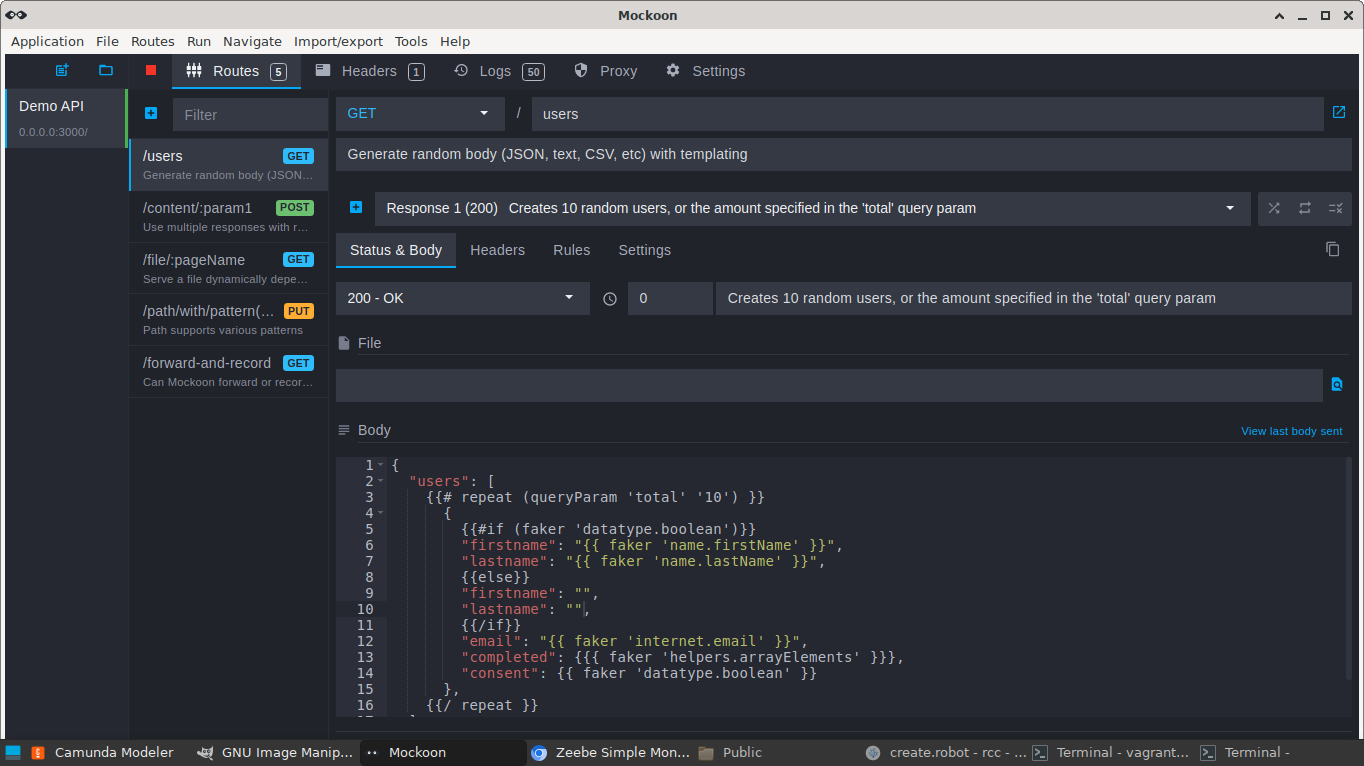 Mockoon
Application File Routes Run Navigate Import/export Tools Help
Routes 5 Headers 1 Logs 50 Proxy Settings
Demo API
0.0.0.0:3000/
Filter
/users GET
Generate random body (JSON...
/content/:param1 POST
Use multiple responses with r...
/file/:pageName GET
Serve a file dynamically depe...
/path/with/pattern(... PUT
Path supports various patterns
/forward-and-record GET
Can Mockoon forward or recor...
GET / users
Generate random body (JSON, text, CSV, etc) with templating
Response 1 (200) Creates 10 random users, or the amount specified in the 'total' query param
Status & Body Headers Rules Settings
200 - OK 0 Creates 10 random users, or the amount specified in the 'total' query param
File
Body View last body sent
1 {
2 "users": [
3 {{# repeat (queryParam 'total' '10') }}
4 {
5 {{#if (faker 'datatype.boolean')}}
6 "firstname": "{{ faker 'name.firstName' }}",
7 "lastname": "{{ faker 'name.lastName' }}",
8 {{else}}
9 "firstname": "",
10 "lastname": "",
11 {{/if}}
12 "email": "{{ faker 'internet.email' }}",
13 "completed": {{{ faker 'helpers.arrayElements' }}},
14 "consent": {{ faker 'datatype.boolean' }}
15 },
16 {{/ repeat }}
Camunda Modeler GNU Image Manip... Mockoon Zeebe Simple Mon... Public create.robot - rcc - ... Terminal - vagrant... Terminal -